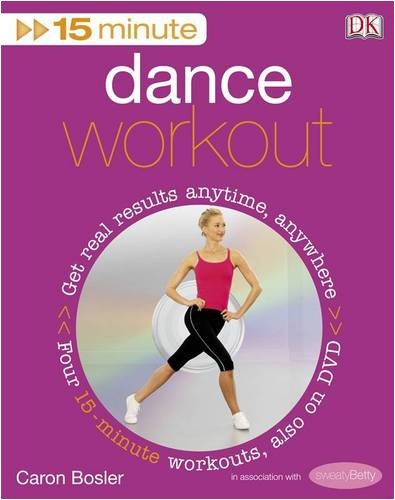 15 minute
DK
dance
workout
>> Get real results anytime, anywhere
>> Four 15-minute workouts, also on DVD
Caron Bosler
in association with
sweatyBetty